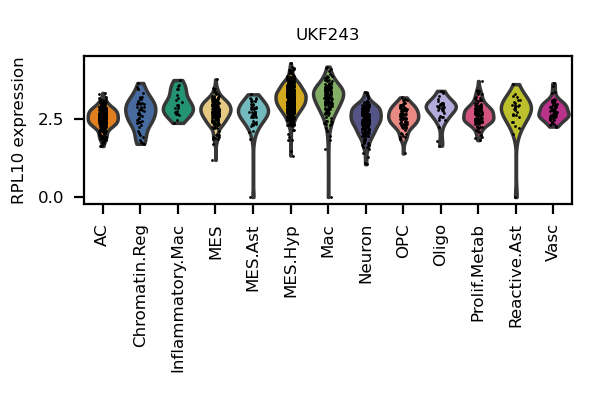 UKF243
RPL10 expression
2.5
0.0
AC
Chromatin.Reg
Inflammatory.Mac
MES
MES.Ast
MES.Hyp
Mac
Neuron
OPC
Oligo
Prolif.Metab
Reactive.Ast
Vasc